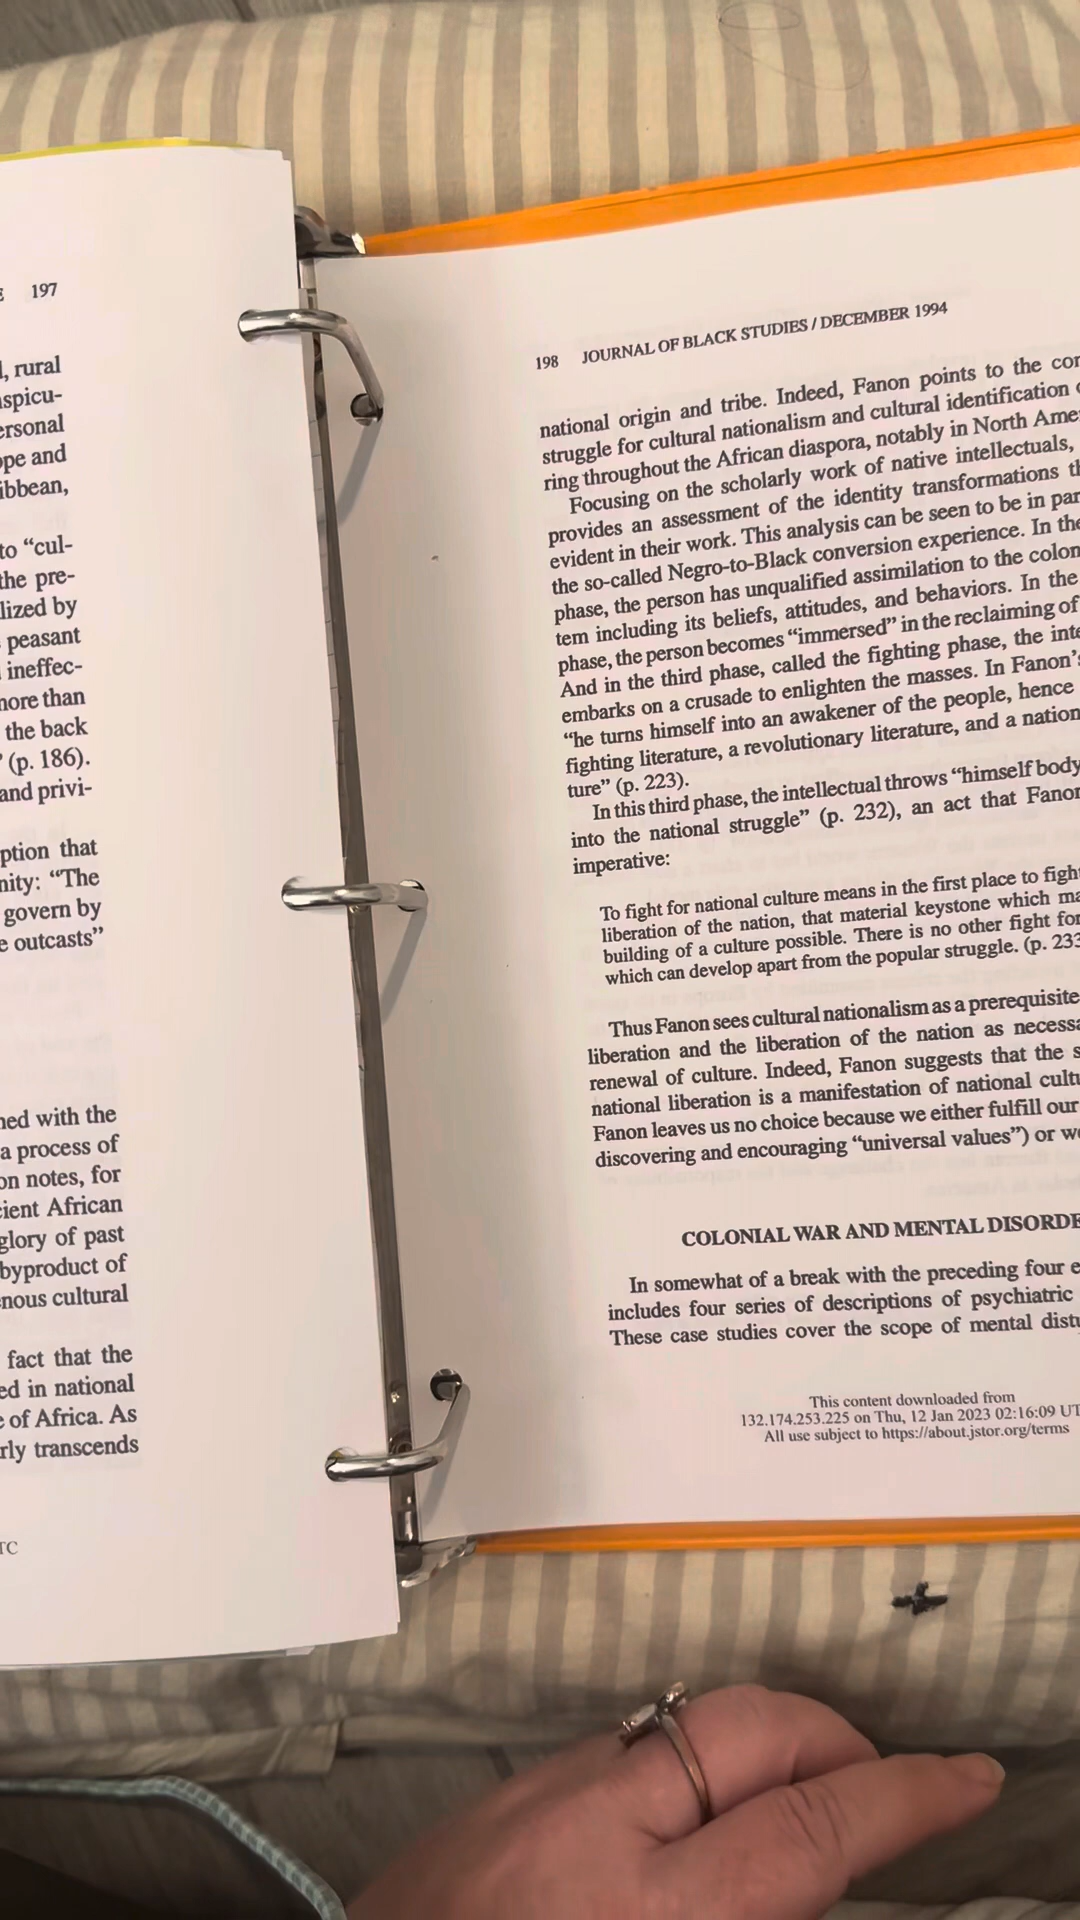 197
, rural
spicu-
ersonal
ope and
ibbean,
to “cul-
the pre-
lized by
peasant
ineffec-
more than
the back
(p. 186).
and privi-
ption that
nity: “The
govern by
e outcasts”
ned with the
a process of
on notes, for
cient African
glory of past
byproduct of
nous cultural
fact that the
ed in national
e of Africa. As
rly transcends
TC
198 JOURNAL OF BLACK STUDIES / DECEMBER 1994
national origin and tribe. Indeed, Fanon points to the con
struggle for cultural nationalism and cultural identification
ring throughout the African diaspora, notably in North Ame
Focusing on the scholarly work of native intellectuals,
provides an assessment of the identity transformations th
evident in their work. This analysis can be seen to be in par
the so-called Negro-to-Black conversion experience. In the
phase, the person has unqualified assimilation to the colon
tem including its beliefs, attitudes, and behaviors. In the
phase, the person becomes “immersed” in the reclaiming of
And in the third phase, called the fighting phase, the inte
embarks on a crusade to enlighten the masses. In Fanon’s
“he turns himself into an awakener of the people, hence
fighting literature, a revolutionary literature, and a nation
ture” (p. 223).
In this third phase, the intellectual throws “himself body
into the national struggle” (p. 232), an act that Fanon
imperative:
To fight for national culture means in the first place to fight
liberation of the nation, that material keystone which ma
building of a culture possible. There is no other fight for
which can develop apart from the popular struggle. (p. 233
Thus Fanon sees cultural nationalism as a prerequisite
liberation and the liberation of the nation as necessa
renewal of culture. Indeed, Fanon suggests that the s
national liberation is a manifestation of national cultu
Fanon leaves us no choice because we either fulfill our
discovering and encouraging “universal values”) or we
COLONIAL WAR AND MENTAL DISORDE
In somewhat of a break with the preceding four e
includes four series of descriptions of psychiatric
These case studies cover the scope of mental distu
This content downloaded from
132.174.253.225 on Thu, 12 Jan 2023 02:16:09 UT
All use subject to https://about.jstor.org/terms